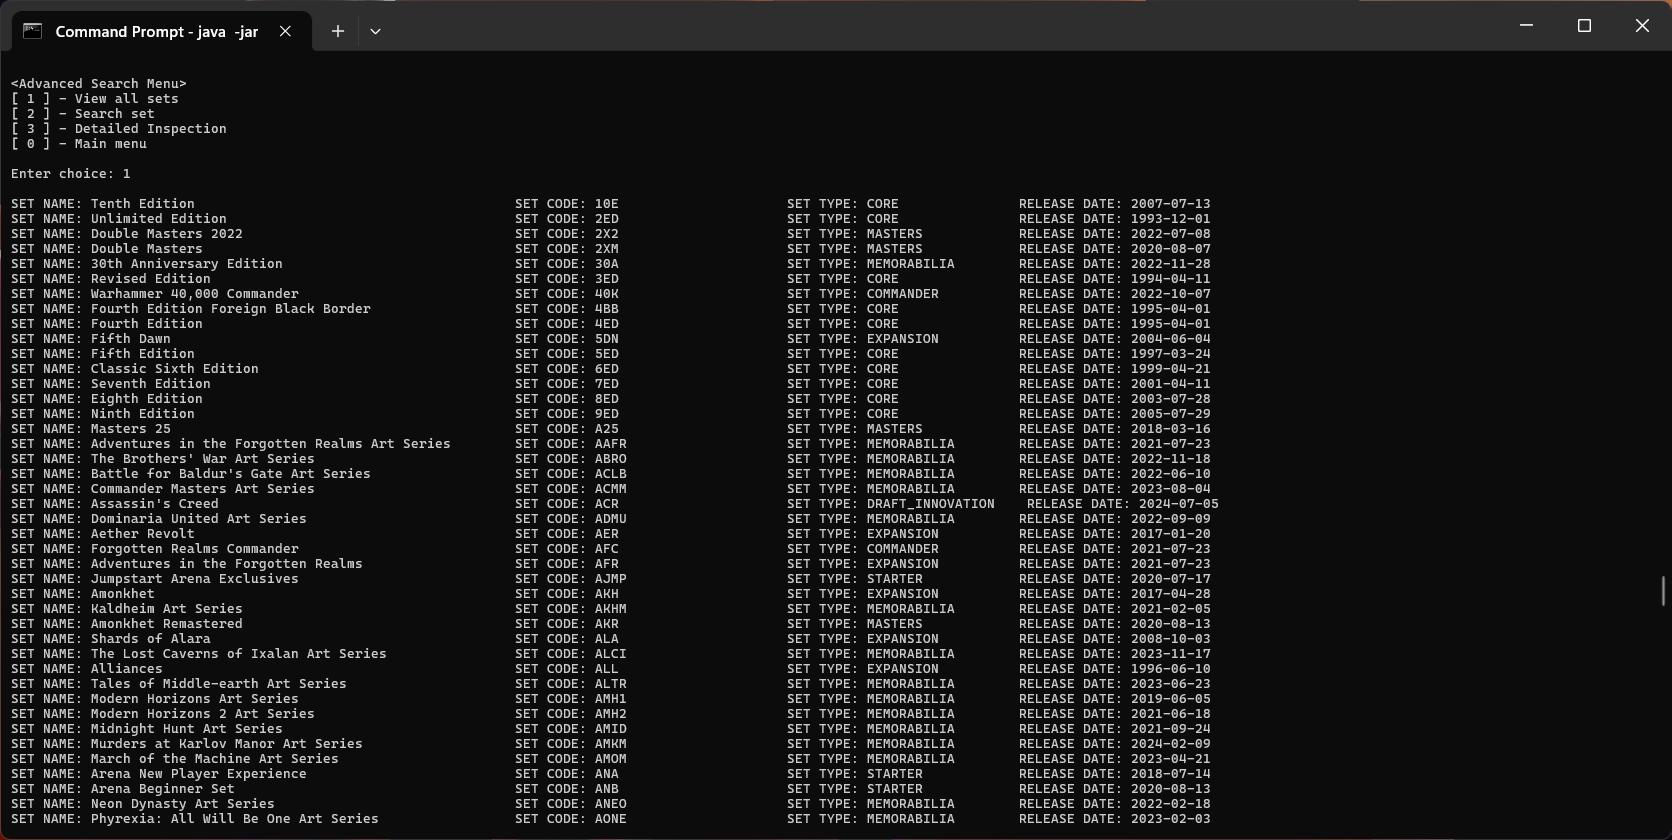 Command Prompt - java  -jar
<Advanced Search Menu>
[ 1 ] - View all sets
[ 2 ] - Search set
[ 3 ] - Detailed Inspection
[ 0 ] - Main menu
Enter choice: 1
SET NAME: Tenth Edition SET CODE: 10E SET TYPE: CORE RELEASE DATE: 2007-07-13
SET NAME: Unlimited Edition SET CODE: 2ED SET TYPE: CORE RELEASE DATE: 1993-12-01
SET NAME: Double Masters 2022 SET CODE: 2X2 SET TYPE: MASTERS RELEASE DATE: 2022-07-08
SET NAME: Double Masters SET CODE: 2XM SET TYPE: MASTERS RELEASE DATE: 2020-08-07
SET NAME: 30th Anniversary Edition SET CODE: 30A SET TYPE: MEMORABILIA RELEASE DATE: 2022-11-28
SET NAME: Revised Edition SET CODE: 3ED SET TYPE: CORE RELEASE DATE: 1994-04-11
SET NAME: Warhammer 40,000 Commander SET CODE: 40K SET TYPE: COMMANDER RELEASE DATE: 2022-10-07
SET NAME: Fourth Edition Foreign Black Border SET CODE: 4BB SET TYPE: CORE RELEASE DATE: 1995-04-01
SET NAME: Fourth Edition SET CODE: 4ED SET TYPE: CORE RELEASE DATE: 1995-04-01
SET NAME: Fifth Dawn SET CODE: 5DN SET TYPE: EXPANSION RELEASE DATE: 2004-06-04
SET NAME: Fifth Edition SET CODE: 5ED SET TYPE: CORE RELEASE DATE: 1997-03-24
SET NAME: Classic Sixth Edition SET CODE: 6ED SET TYPE: CORE RELEASE DATE: 1999-04-21
SET NAME: Seventh Edition SET CODE: 7ED SET TYPE: CORE RELEASE DATE: 2001-04-11
SET NAME: Eighth Edition SET CODE: 8ED SET TYPE: CORE RELEASE DATE: 2003-07-28
SET NAME: Ninth Edition SET CODE: 9ED SET TYPE: CORE RELEASE DATE: 2005-07-29
SET NAME: Masters 25 SET CODE: A25 SET TYPE: MASTERS RELEASE DATE: 2018-03-16
SET NAME: Adventures in the Forgotten Realms Art Series SET CODE: AAFR SET TYPE: MEMORABILIA RELEASE DATE: 2021-07-23
SET NAME: The Brothers' War Art Series SET CODE: ABRO SET TYPE: MEMORABILIA RELEASE DATE: 2022-11-18
SET NAME: Battle for Baldur's Gate Art Series SET CODE: ACLB SET TYPE: MEMORABILIA RELEASE DATE: 2022-06-10
SET NAME: Commander Masters Art Series SET CODE: ACMM SET TYPE: MEMORABILIA RELEASE DATE: 2023-08-04
SET NAME: Assassin's Creed SET CODE: ACR SET TYPE: DRAFT_INNOVATION RELEASE DATE: 2024-07-05
SET NAME: Dominaria United Art Series SET CODE: ADMU SET TYPE: MEMORABILIA RELEASE DATE: 2022-09-09
SET NAME: Aether Revolt SET CODE: AER SET TYPE: EXPANSION RELEASE DATE: 2017-01-20
SET NAME: Forgotten Realms Commander SET CODE: AFC SET TYPE: COMMANDER RELEASE DATE: 2021-07-23
SET NAME: Adventures in the Forgotten Realms SET CODE: AFR SET TYPE: EXPANSION RELEASE DATE: 2021-07-23
SET NAME: Jumpstart Arena Exclusives SET CODE: AJMP SET TYPE: STARTER RELEASE DATE: 2020-07-17
SET NAME: Amonkhet SET CODE: AKH SET TYPE: EXPANSION RELEASE DATE: 2017-04-28
SET NAME: Kaldheim Art Series SET CODE: AKHM SET TYPE: MEMORABILIA RELEASE DATE: 2021-02-05
SET NAME: Amonkhet Remastered SET CODE: AKR SET TYPE: MASTERS RELEASE DATE: 2020-08-13
SET NAME: Shards of Alara SET CODE: ALA SET TYPE: EXPANSION RELEASE DATE: 2008-10-03
SET NAME: The Lost Caverns of Ixalan Art Series SET CODE: ALCI SET TYPE: MEMORABILIA RELEASE DATE: 2023-11-17
SET NAME: Alliances SET CODE: ALL SET TYPE: EXPANSION RELEASE DATE: 1996-06-10
SET NAME: Tales of Middle-earth Art Series SET CODE: ALTR SET TYPE: MEMORABILIA RELEASE DATE: 2023-06-23
SET NAME: Modern Horizons Art Series SET CODE: AMH1 SET TYPE: MEMORABILIA RELEASE DATE: 2019-06-05
SET NAME: Modern Horizons 2 Art Series SET CODE: AMH2 SET TYPE: MEMORABILIA RELEASE DATE: 2021-06-18
SET NAME: Midnight Hunt Art Series SET CODE: AMID SET TYPE: MEMORABILIA RELEASE DATE: 2021-09-24
SET NAME: Murders at Karlov Manor Art Series SET CODE: AMKM SET TYPE: MEMORABILIA RELEASE DATE: 2024-02-09
SET NAME: March of the Machine Art Series SET CODE: AMOM SET TYPE: MEMORABILIA RELEASE DATE: 2023-04-21
SET NAME: Arena New Player Experience SET CODE: ANA SET TYPE: STARTER RELEASE DATE: 2018-07-14
SET NAME: Arena Beginner Set SET CODE: ANB SET TYPE: STARTER RELEASE DATE: 2020-08-13
SET NAME: Neon Dynasty Art Series SET CODE: ANEO SET TYPE: MEMORABILIA RELEASE DATE: 2022-02-18
SET NAME: Phyrexia: All Will Be One Art Series SET CODE: AONE SET TYPE: MEMORABILIA RELEASE DATE: 2023-02-03